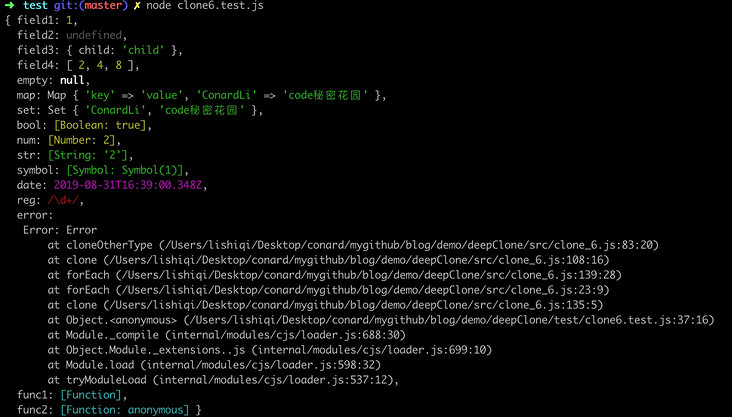 ➜ test git:(master) ✗ node clone6.test.js
{ field1: 1,
  field2: undefined,
  field3: { child: 'child' },
  field4: [ 2, 4, 8 ],
  empty: null,
  map: Map { 'key' => 'value', 'ConardLi' => 'code秘密花园' },
  set: Set { 'ConardLi', 'code秘密花园' },
  bool: [Boolean: true],
  num: [Number: 2],
  str: [String: '2'],
  symbol: [Symbol: Symbol(1)],
  date: 2019-08-31T16:39:00.348Z,
  reg: /\d+/,
  error:
   Error: Error
       at cloneOtherType (/Users/lishiqi/Desktop/conard/mygithub/blog/demo/deepClone/src/clone_6.js:83:20)
       at clone (/Users/lishiqi/Desktop/conard/mygithub/blog/demo/deepClone/src/clone_6.js:108:16)
       at forEach (/Users/lishiqi/Desktop/conard/mygithub/blog/demo/deepClone/src/clone_6.js:139:28)
       at forEach (/Users/lishiqi/Desktop/conard/mygithub/blog/demo/deepClone/src/clone_6.js:23:9)
       at clone (/Users/lishiqi/Desktop/conard/mygithub/blog/demo/deepClone/src/clone_6.js:135:5)
       at Object.<anonymous> (/Users/lishiqi/Desktop/conard/mygithub/blog/demo/deepClone/test/clone6.test.js:37:16)
       at Module._compile (internal/modules/cjs/loader.js:688:30)
       at Object.Module._extensions..js (internal/modules/cjs/loader.js:699:10)
       at Module.load (internal/modules/cjs/loader.js:598:32)
       at tryModuleLoad (internal/modules/cjs/loader.js:537:12),
  func1: [Function],
  func2: [Function: anonymous] }